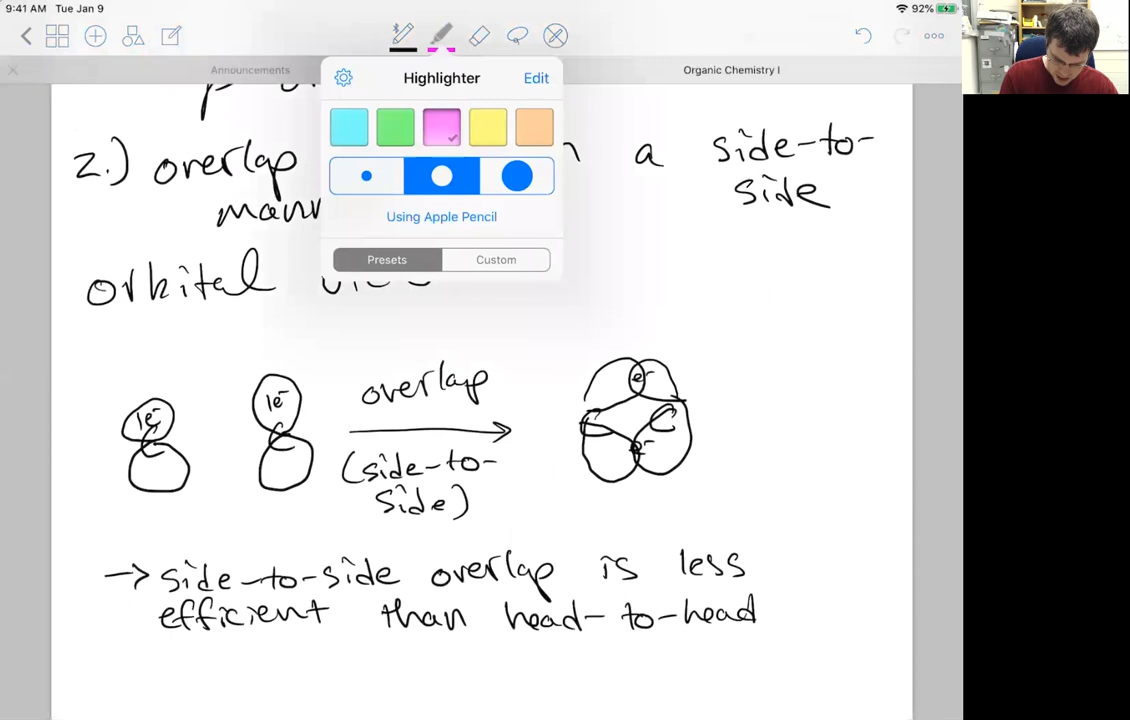 9:41 AM Tue Jan 9
92%
Announcements
Organic Chemistry I
Highlighter
Edit
Using Apple Pencil
Presets
Custom
2.) overlap a side-to-
side
orbital
1e-
1e-
C
C
overlap
(side-to-
side)
e-
C
C
e-
→ side-to-side overlap is less
efficient than head-to-head